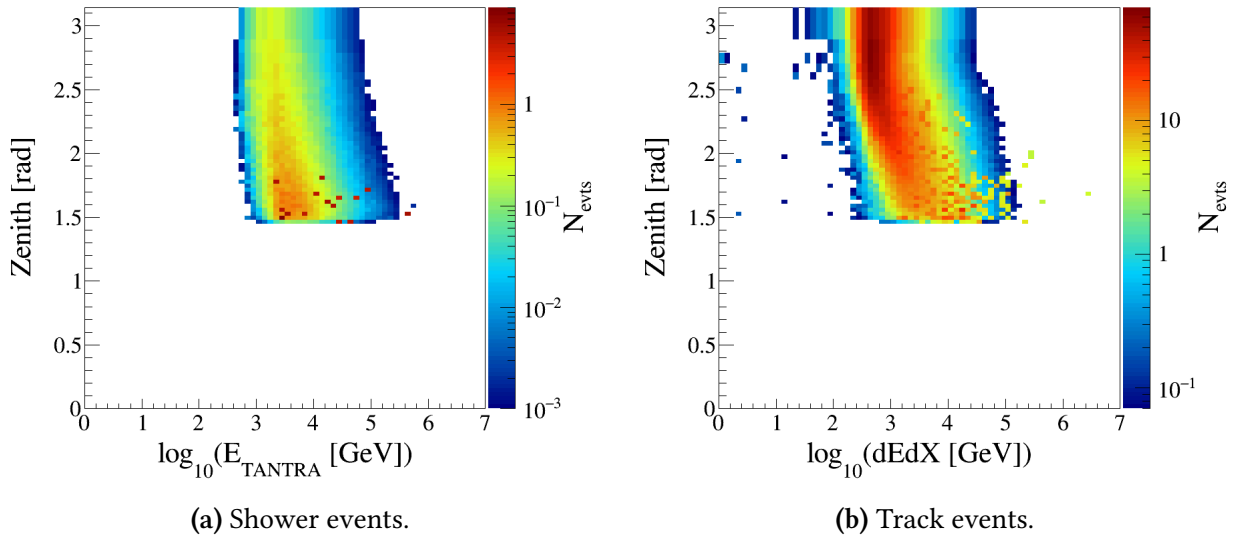 3
2.5
2
1.5
1
0.5
0
Zenith [rad]
0 1 2 3 4 5 6 7
log10(E_TANTRA [GeV])
1
10−1
10−2
10−3
Nevts
(a) Shower events.
3
2.5
2
1.5
1
0.5
0
Zenith [rad]
0 1 2 3 4 5 6 7
log10(dEdX [GeV])
10
1
10−1
Nevts
(b) Track events.